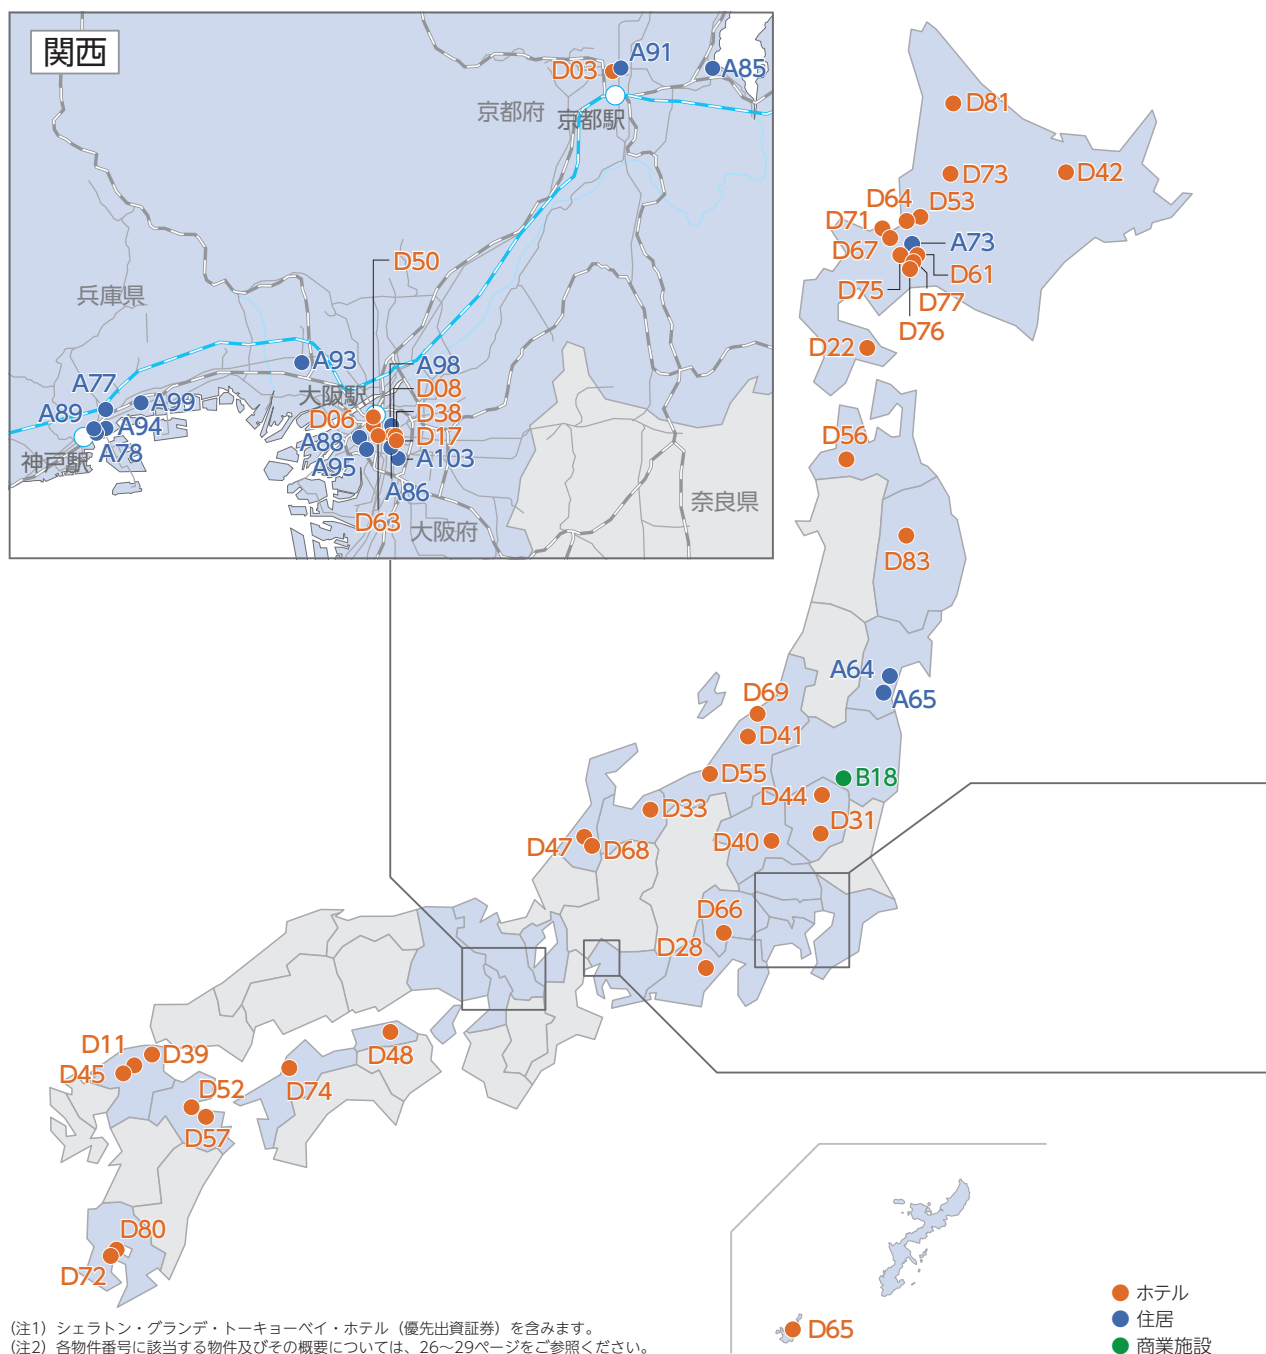 関西
D03
A91
A85
京都府
京都駅
D50
兵庫県
A93
A98
大阪駅
D08
A77
A99
D06
D38
A89
A94
A88
D17
神戸駅
A78
A95
A103
A86
D63
大阪府
奈良県
D81
D73
D42
D64
D53
D71
A73
D67
D61
D75
D77
D76
D22
D56
D83
A64
A65
D69
D41
D55
B18
D44
D33
D31
D47
D68
D40
D66
D28
D11
D39
D45
D48
D52
D74
D57
D80
D72
D65
ホテル
住居
商業施設
(注1) シェラトン・グランデ・トーキョーベイ・ホテル（優先出資証券）を含みます。
(注2) 各物件番号に該当する物件及びその概要については、26～29ページをご参照ください。